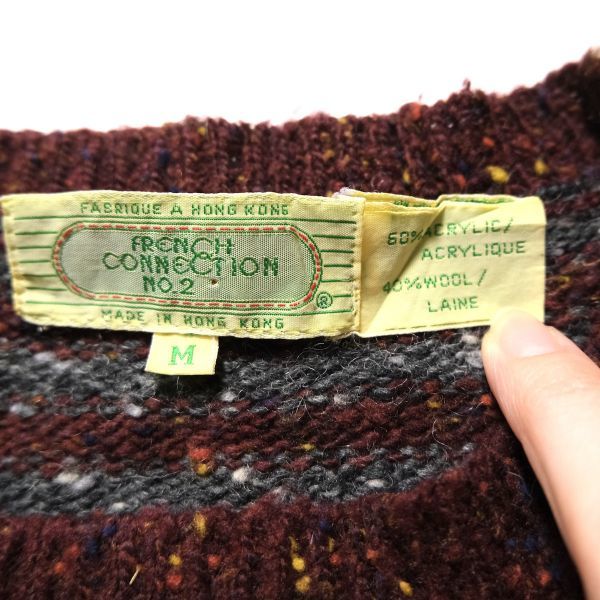 FABRIQUE A HONG KONG
FRENCH
CONNECTION
NO.2
®
MADE IN HONG KONG
M
60% ACRYLIC/
ACRYLIQUE
40% WOOL/
LAINE